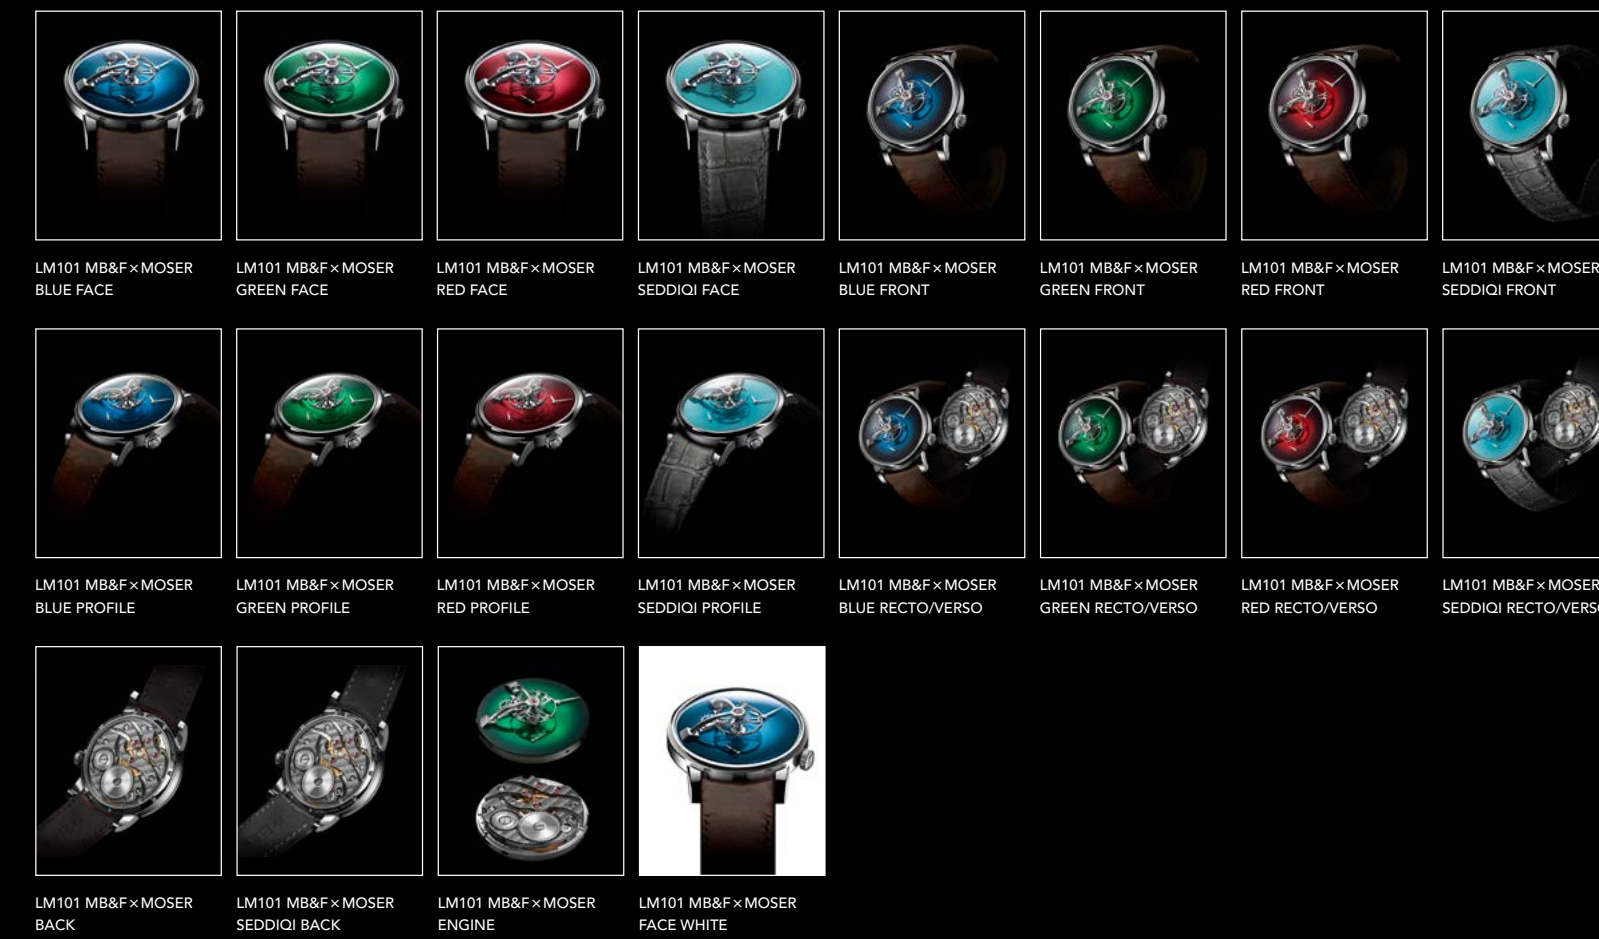 LM101 MB&F×MOSER
BLUE FACE
LM101 MB&F×MOSER
GREEN FACE
LM101 MB&F×MOSER
RED FACE
LM101 MB&F×MOSER
SEDDIQI FACE
LM101 MB&F×MOSER
BLUE FRONT
LM101 MB&F×MOSER
GREEN FRONT
LM101 MB&F×MOSER
RED FRONT
LM101 MB&F×MOSER
SEDDIQI FRONT
LM101 MB&F×MOSER
BLUE PROFILE
LM101 MB&F×MOSER
GREEN PROFILE
LM101 MB&F×MOSER
RED PROFILE
LM101 MB&F×MOSER
SEDDIQI PROFILE
LM101 MB&F×MOSER
BLUE RECTO/VERSO
LM101 MB&F×MOSER
GREEN RECTO/VERSO
LM101 MB&F×MOSER
RED RECTO/VERSO
LM101 MB&F×MOSER
SEDDIQI RECTO/VERSO
LM101 MB&F×MOSER
BACK
LM101 MB&F×MOSER
SEDDIQI BACK
LM101 MB&F×MOSER
ENGINE
LM101 MB&F×MOSER
FACE WHITE